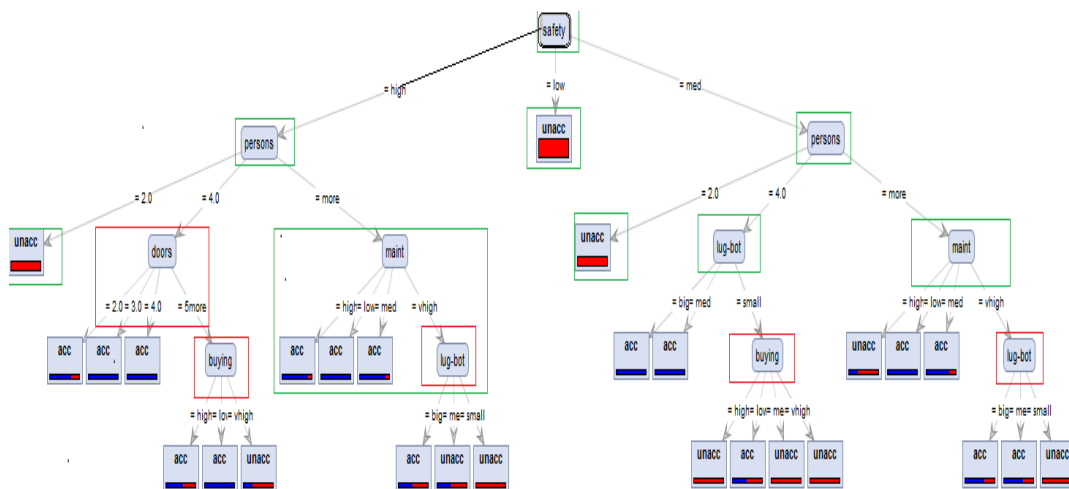 safety
= high
= low
= med
persons
unacc
persons
= 2.0
= 4.0
= more
= 2.0
= 4.0
= more
unacc
doors
maint
unacc
lug-bot
maint
= 2.0 = 3.0 = 4.0 = 5more
= high= low= med = vhigh
= big= med = small
= high= low= med = vhigh
acc acc acc
buying
acc acc acc
lug-bot
acc acc
buying
unacc acc acc
lug-bot
= high= lov= vhigh
= big= me= small
= high= low= me= vhigh
= big= me= small
acc acc unacc
acc unacc unacc
unacc acc unacc unacc
acc acc unacc